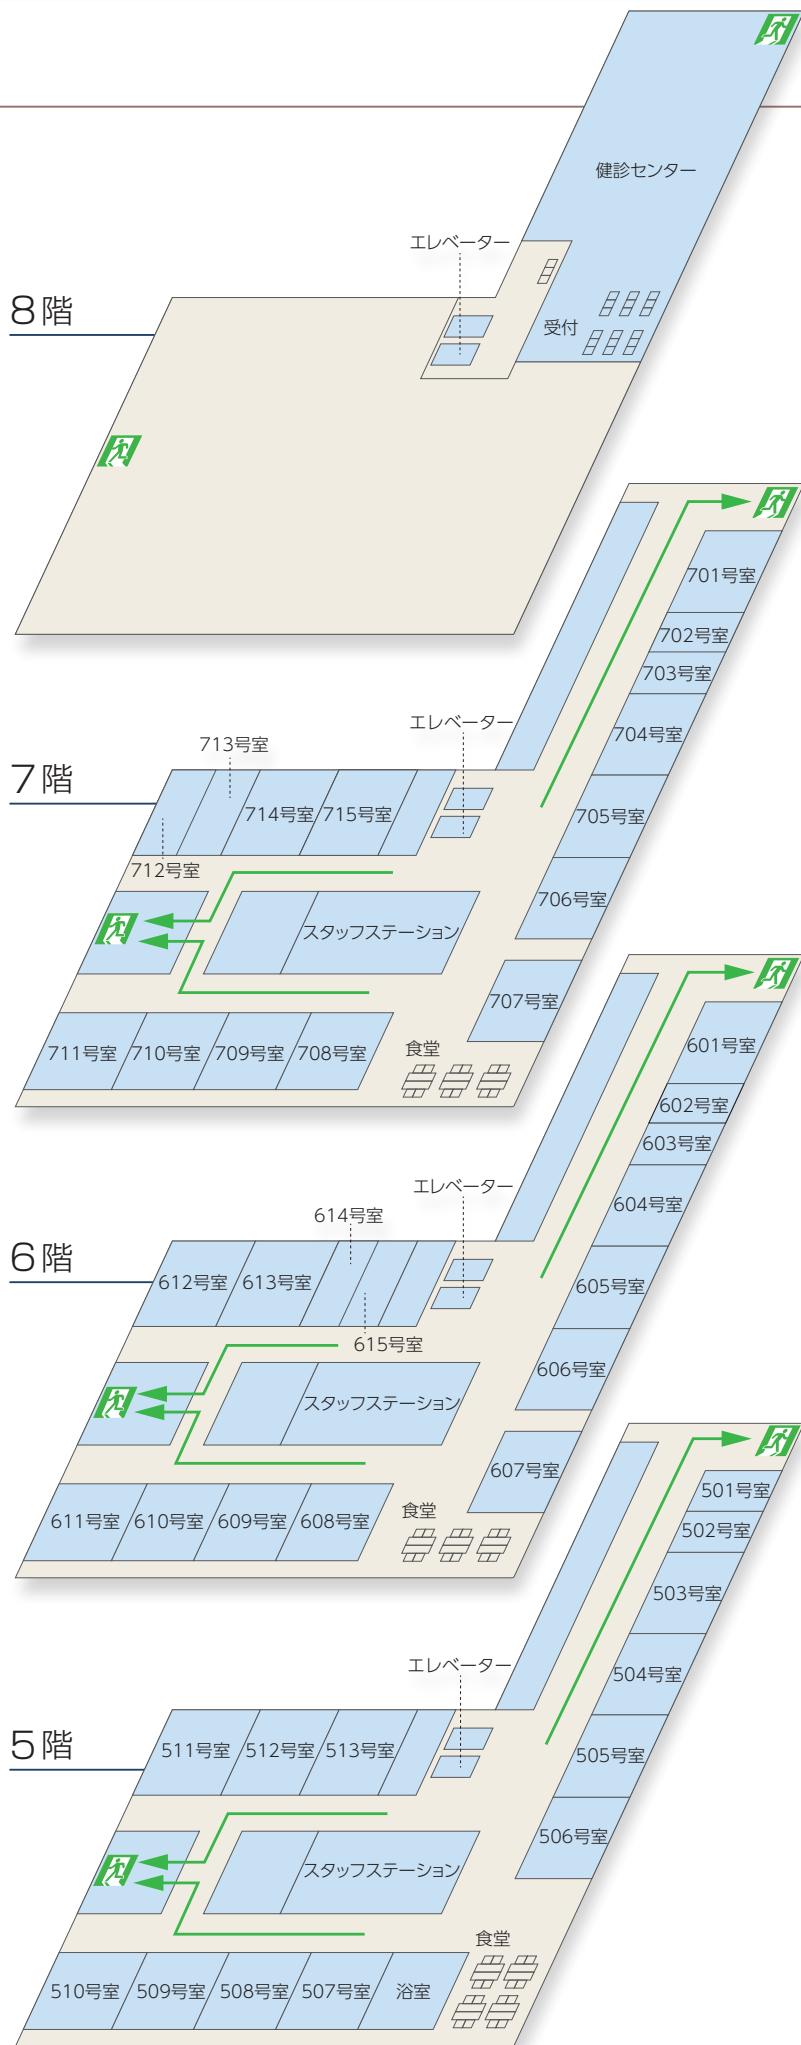 健診センター
エレベーター
8階
受付
701号室
702号室
703号室
エレベーター
704号室
713号室
7階
714号室
715号室
705号室
712号室
706号室
スタッフステーション
707号室
711号室
710号室
709号室
708号室
食堂
601号室
602号室
603号室
エレベーター
604号室
614号室
6階
612号室
613号室
605号室
615号室
606号室
スタッフステーション
607号室
611号室
610号室
609号室
608号室
食堂
501号室
502号室
503号室
エレベーター
504号室
5階
511号室
512号室
513号室
505号室
506号室
スタッフステーション
食堂
510号室
509号室
508号室
507号室
浴室